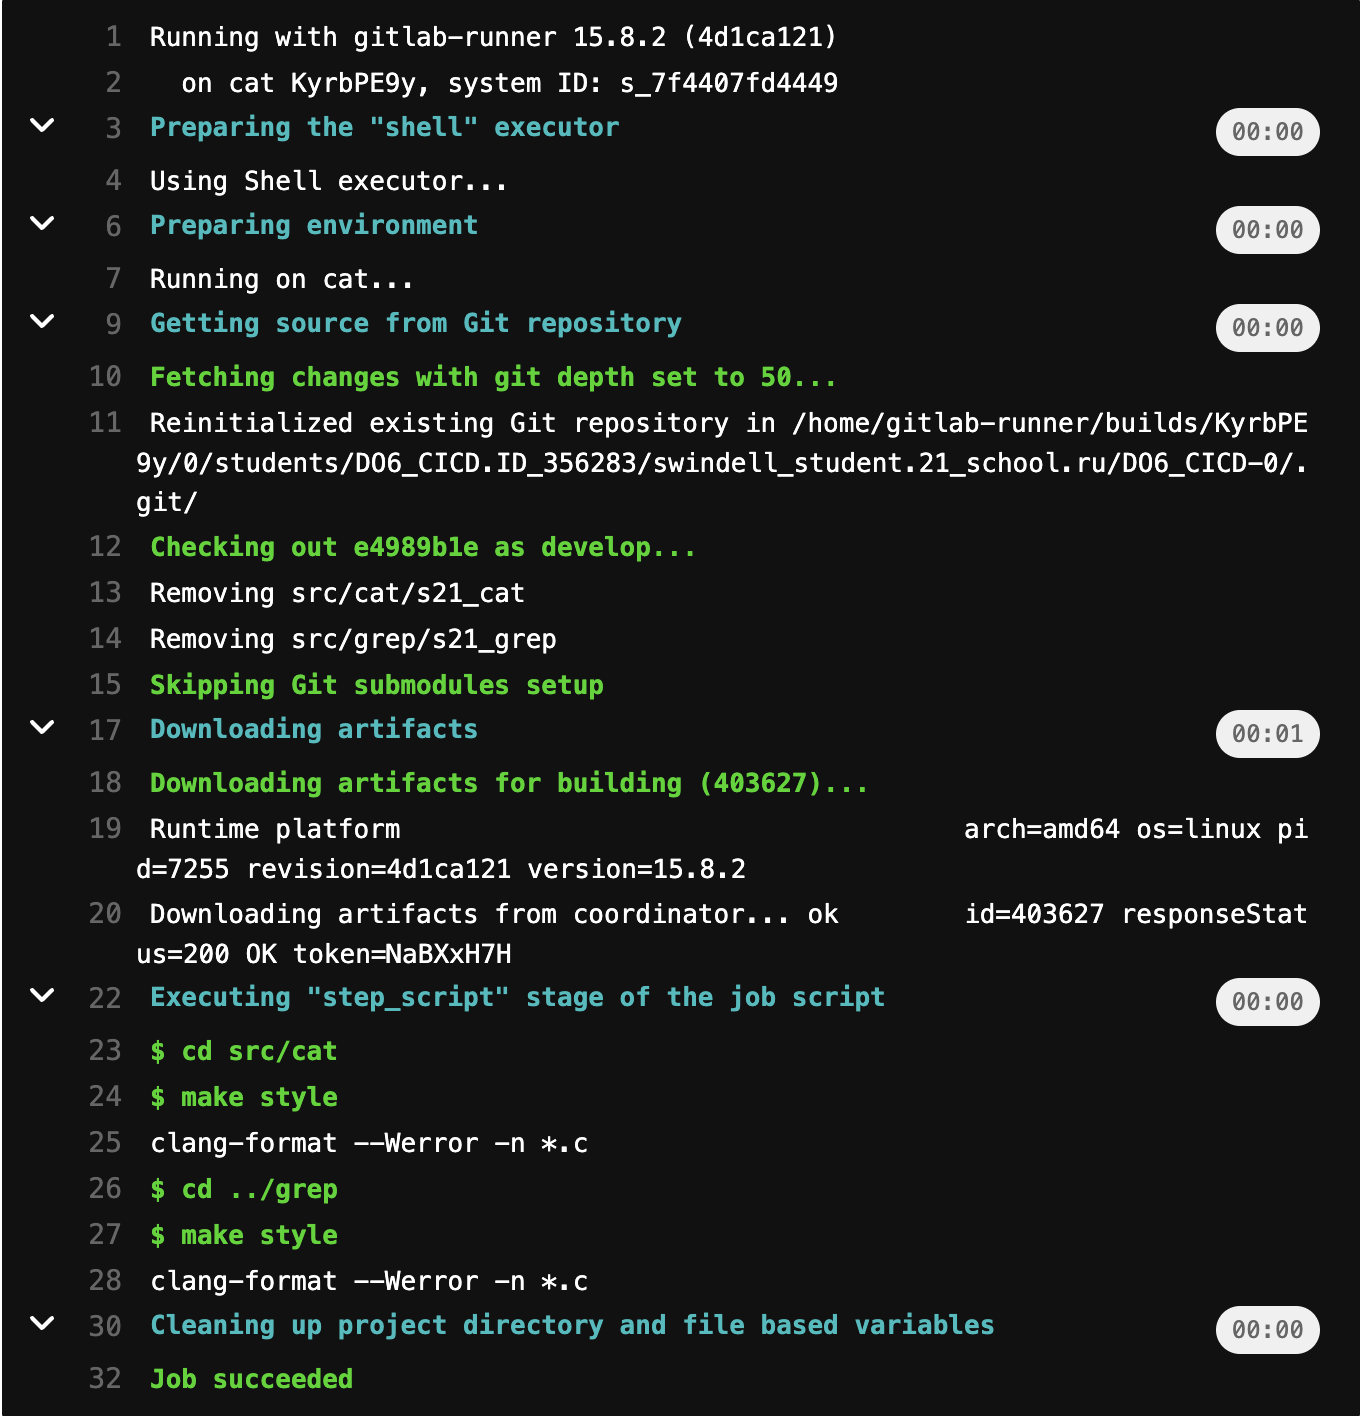 1 Running with gitlab-runner 15.8.2 (4d1ca121)
2 on cat KyrbPE9y, system ID: s_7f4407fd4449
3 Preparing the "shell" executor 00:00
4 Using Shell executor...
6 Preparing environment 00:00
7 Running on cat...
9 Getting source from Git repository 00:00
10 Fetching changes with git depth set to 50...
11 Reinitialized existing Git repository in /home/gitlab-runner/builds/KyrbPE
9y/0/students/DO6_CICD.ID_356283/swindell_student.21_school.ru/DO6_CICD-0/.
git/
12 Checking out e4989b1e as develop...
13 Removing src/cat/s21_cat
14 Removing src/grep/s21_grep
15 Skipping Git submodules setup
17 Downloading artifacts 00:01
18 Downloading artifacts for building (403627)...
19 Runtime platform arch=amd64 os=linux pi
d=7255 revision=4d1ca121 version=15.8.2
20 Downloading artifacts from coordinator... ok id=403627 responseStat
us=200 OK token=NaBXxH7H
22 Executing "step_script" stage of the job script 00:00
23 $ cd src/cat
24 $ make style
25 clang-format --Werror -n *.c
26 $ cd ../grep
27 $ make style
28 clang-format --Werror -n *.c
30 Cleaning up project directory and file based variables 00:00
32 Job succeeded